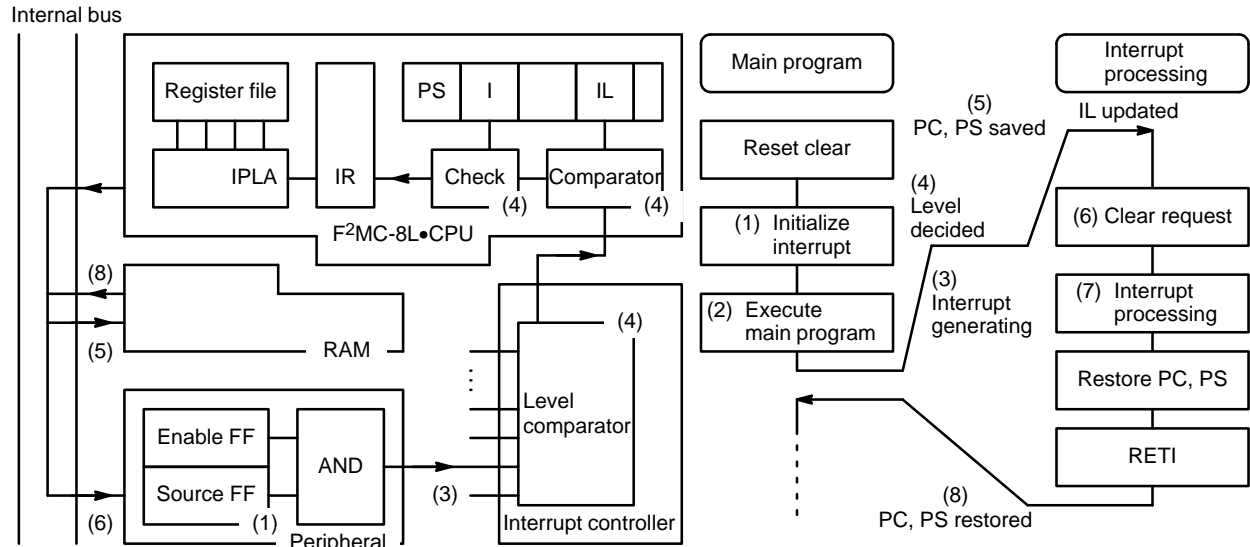 Internal bus
Register file
PS
I
IL
IPLA
IR
Check
Comparator
(4)
(4)
F²MC-8L•CPU
(8)
(5)
RAM
(4)
Level
comparator
Enable FF
Source FF
AND
(3)
(6)
(1)
Peripheral
Interrupt controller
Main program
Interrupt
processing
Reset clear
(1) Initialize
interrupt
(2) Execute
main program
(5)
PC, PS saved
IL updated
(4)
Level
decided
(3)
Interrupt
generating
(6) Clear request
(7) Interrupt
processing
Restore PC, PS
RETI
(8)
PC, PS restored